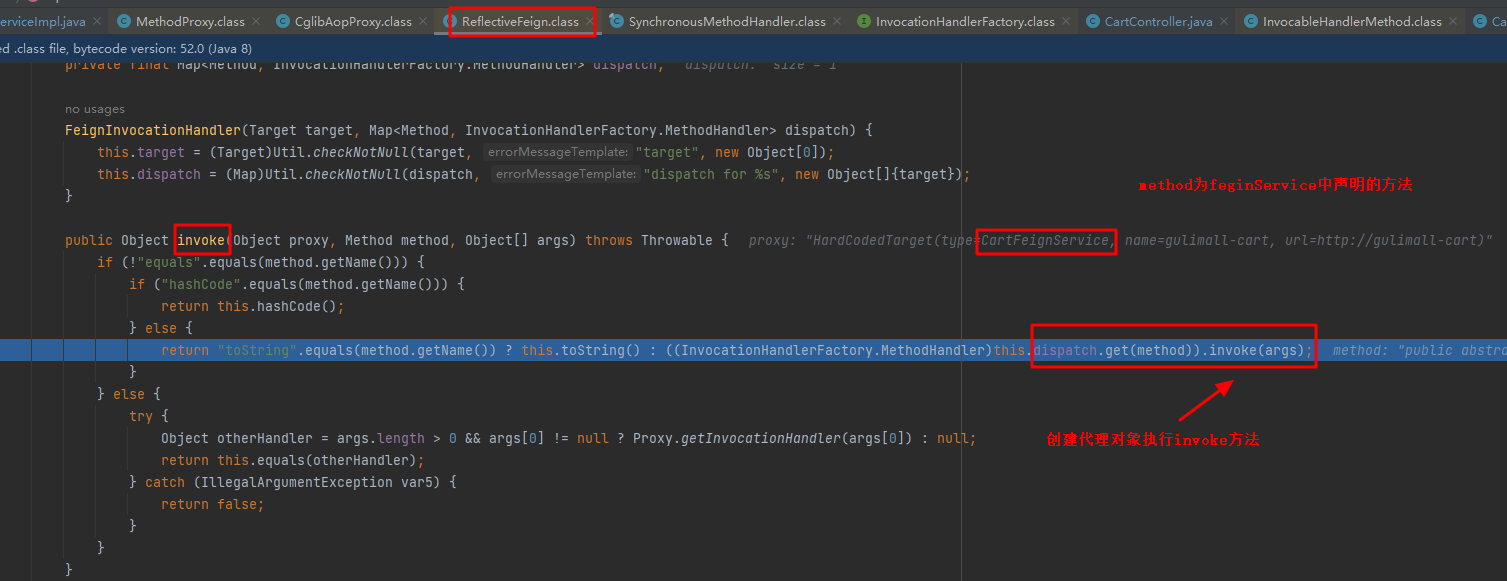 erviceImpl.java × MethodProxy.class × CglibAopProxy.class × ReflectiveFeign.class × SynchronousMethodHandler.class × InvocationHandlerFactory.class × CartController.java × InvocableHandlerMethod.class × Ca
ed .class file, bytecode version: 52.0 (Java 8)
private final Map<Method, InvocationHandlerFactory.MethodHandler> dispatch; dispatch: size = 1
no usages
FeignInvocationHandler(Target target, Map<Method, InvocationHandlerFactory.MethodHandler> dispatch) {
this.target = (Target)Util.checkNotNull(target, errorMessageTemplate: "target", new Object[0]);
this.dispatch = (Map)Util.checkNotNull(dispatch, errorMessageTemplate: "dispatch for %s", new Object[]{target});
method为feginService中声明的方法
}
public Object invoke(Object proxy, Method method, Object[] args) throws Throwable { proxy: "HardCodedTarget(type=CartFeignService, name=gulimall-cart, url=http://gulimall-cart)"
if (!"equals".equals(method.getName())) {
if ("hashCode".equals(method.getName())) {
return this.hashCode();
} else {
return "toString".equals(method.getName()) ? this.toString() : ((InvocationHandlerFactory.MethodHandler)this.dispatch.get(method)).invoke(args); method: "public abstra
}
} else {
try {
Object otherHandler = args.length > 0 && args[0] != null ? Proxy.getInvocationHandler(args[0]) : null;
创建代理对象执行invoke方法
return this.equals(otherHandler);
} catch (IllegalArgumentException var5) {
return false;
}
}
}